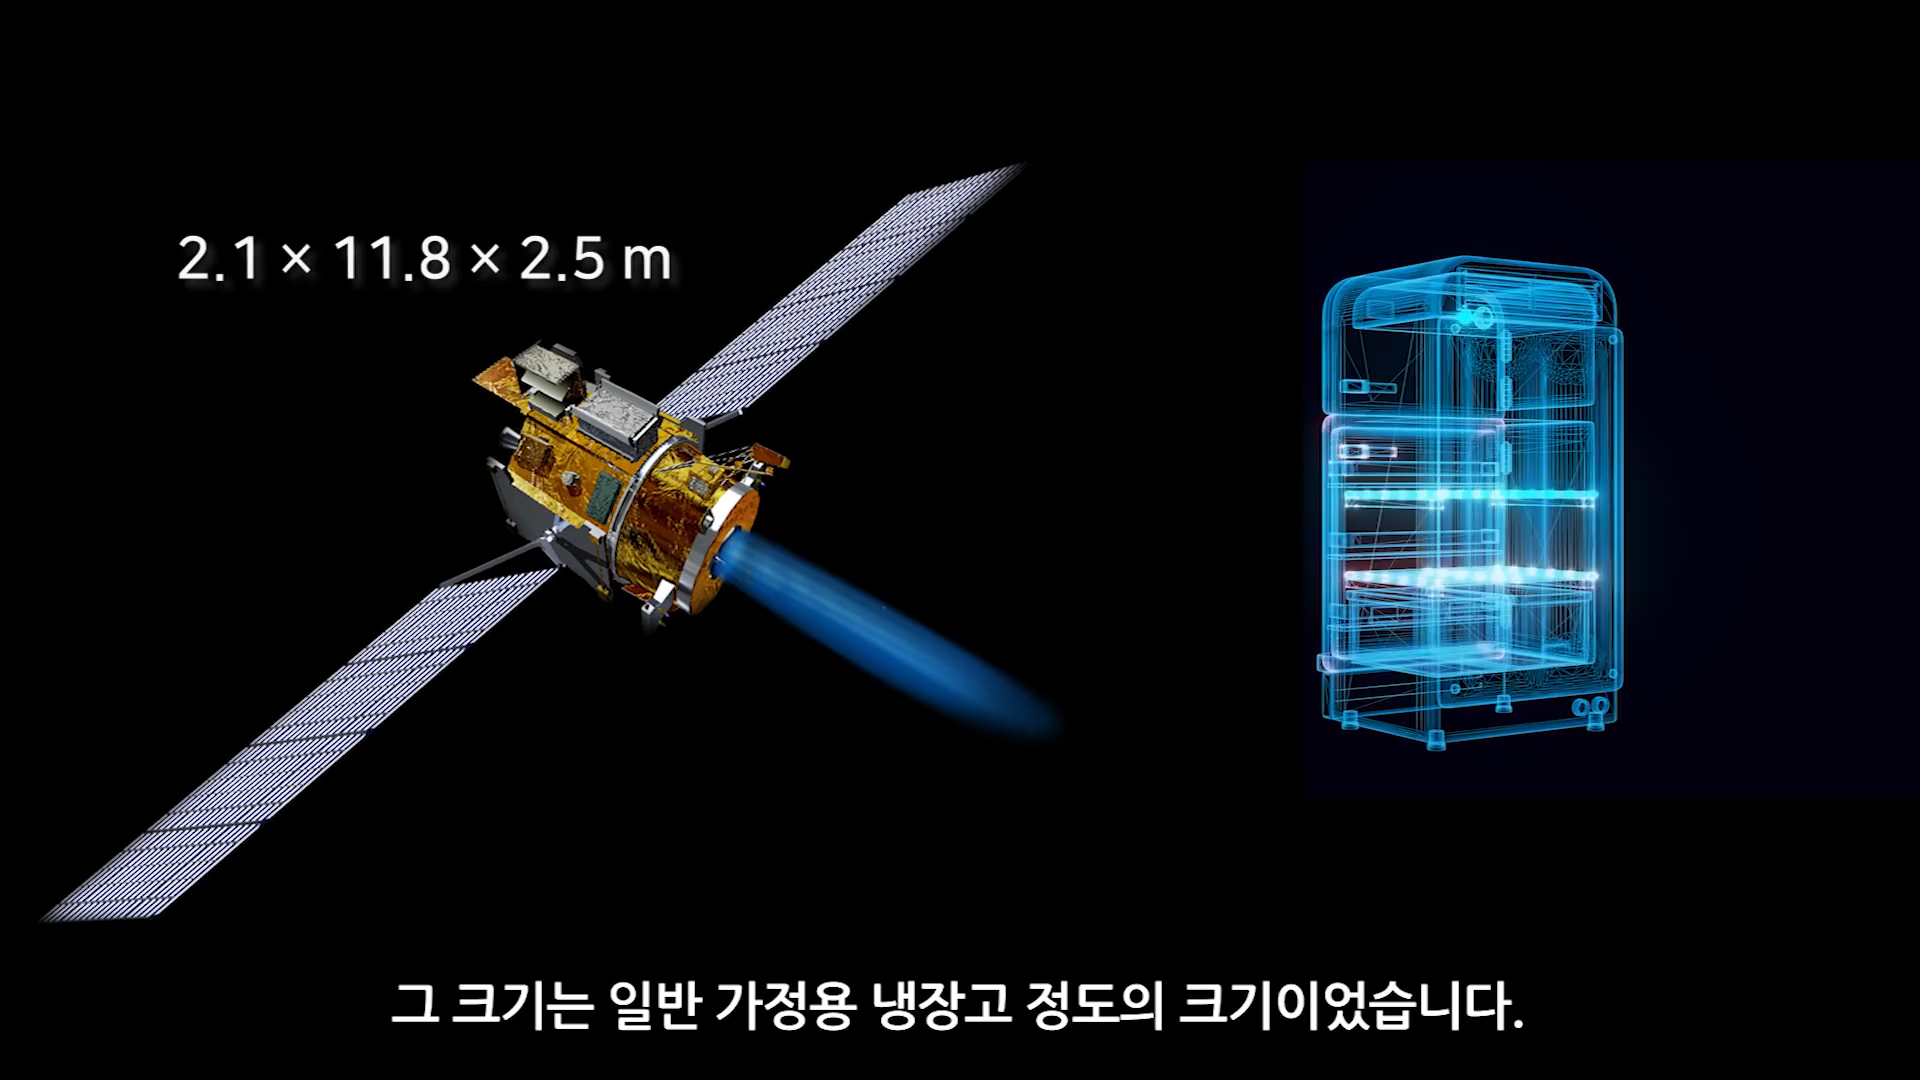 2.1 × 11.8 × 2.5 m
그 크기는 일반 가정용 냉장고 정도의 크기이었습니다.